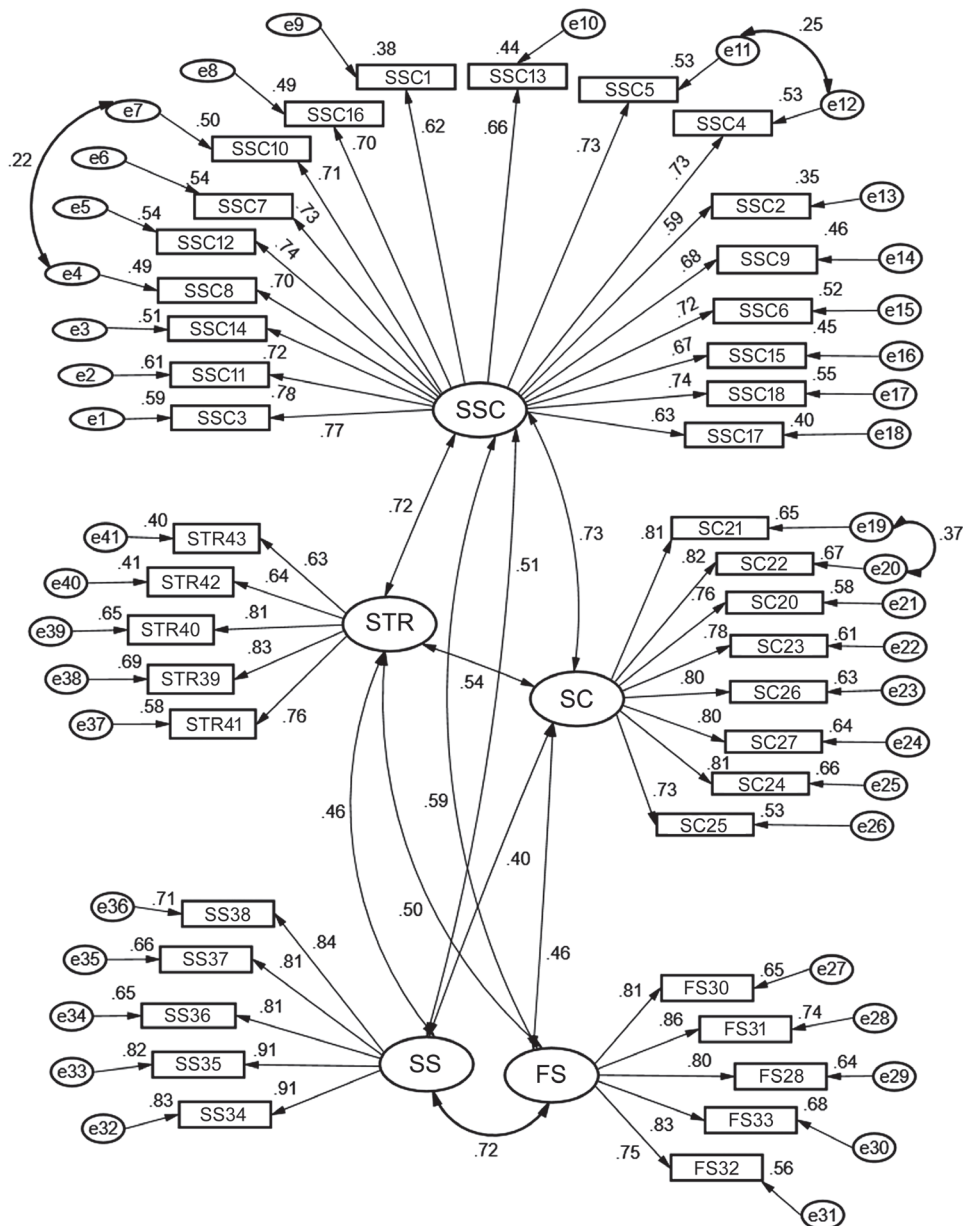 e9 .38 SSC1
.44 e10 SSC13
.53 e11 .25 SSC5
e8 .49 SSC16
.53 e12 SSC4
e7 .50 SSC10
.22
e6 .54 SSC7
e5 .54 SSC12
e4 .49 SSC8
e3 .51 SSC14
e2 .61 SSC11
e1 .59 SSC3
.70 .62 .66 .73 .73
.71
.73
.74
.70
.72
.78
.77
SSC
.59 SSC2 .35 e13
.68 SSC9 .46 e14
.72 SSC6 .52 e15
.67 SSC15 .45 e16
.74 SSC18 .55 e17
.63 SSC17 .40 e18
.72
.51
.73
e41 .40 STR43 .63
e40 .41 STR42 .64
e39 .65 STR40 .81
e38 .69 STR39 .83
e37 .58 STR41 .76
STR
.54
SC
.81 SC21 .65 e19 .37
.82 SC22 .67 e20
.76 SC20 .58 e21
.78 SC23 .61 e22
.80 SC26 .63 e23
.80 SC27 .64 e24
.81 SC24 .66 e25
.73 SC25 .53 e26
.46
.59
.40
.50
.46
e36 .71 SS38 .84
e35 .66 SS37 .81
e34 .65 SS36 .81
e33 .82 SS35 .91
e32 .83 SS34 .91
SS
FS
.72
.81 FS30 .65 e27
.86 FS31 .74 e28
.80 FS28 .64 e29
.83 FS33 .68 e30
.75 FS32 .56 e31